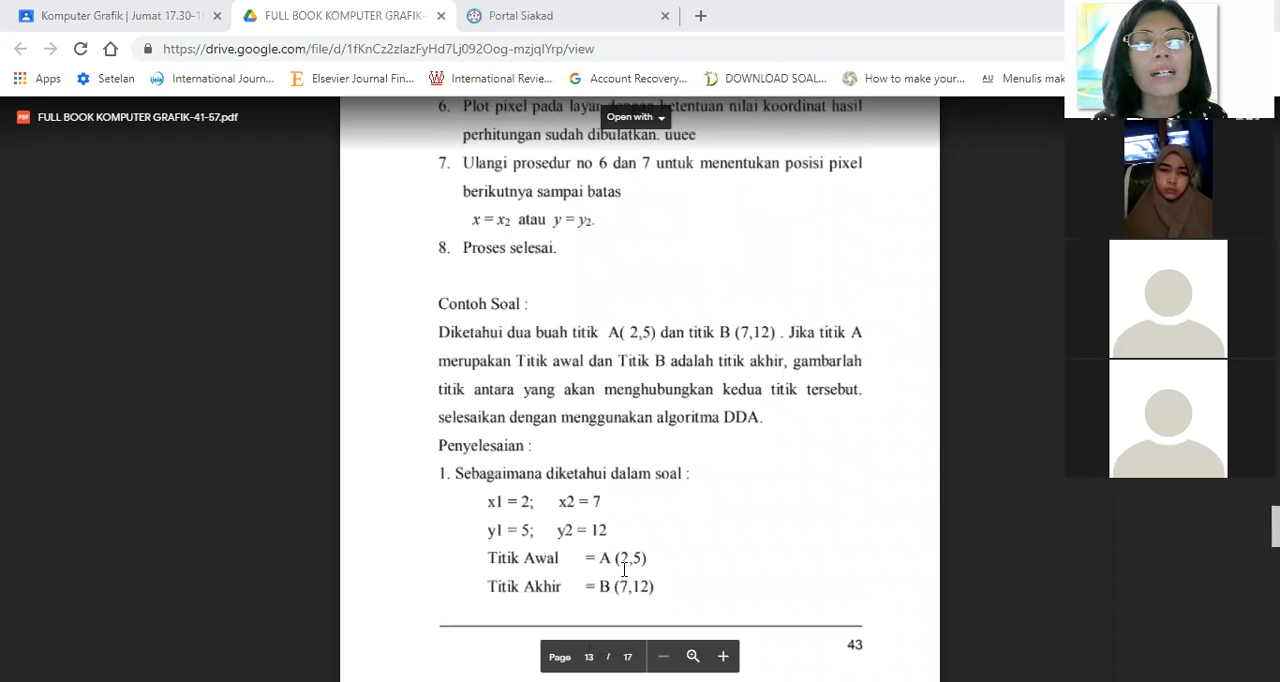 Komputer Grafik | Jumat 17.30-19
FULL BOOK KOMPUTER GRAFIK-
Portal Siakad
https://drive.google.com/file/d/1fKnCz2zIazFyHd7Lj092Oog-mzjqIYrp/view
Apps
Setelan
International Journ...
Elsevier Journal Fin...
International Revie...
Account Recovery...
DOWNLOAD SOAL...
How to make your...
Menulis mak
FULL BOOK KOMPUTER GRAFIK-41-57.pdf
Open with
6. Plot pixel pada layar dengan ketentuan nilai koordinat hasil
perhitungan sudah dibulatkan. uuee
7. Ulangi prosedur no 6 dan 7 untuk menentukan posisi pixel
berikutnya sampai batas
x = x2 atau y = y2.
8. Proses selesai.
Contoh Soal :
Diketahui dua buah titik A( 2,5) dan titik B (7,12) . Jika titik A
merupakan Titik awal dan Titik B adalah titik akhir, gambarlah
titik antara yang akan menghubungkan kedua titik tersebut.
selesaikan dengan menggunakan algoritma DDA.
Penyelesaian :
1. Sebagaimana diketahui dalam soal :
x1 = 2; x2 = 7
y1 = 5; y2 = 12
Titik Awal = A (2,5)
Titik Akhir = B (7,12)
43
Page 13 / 17